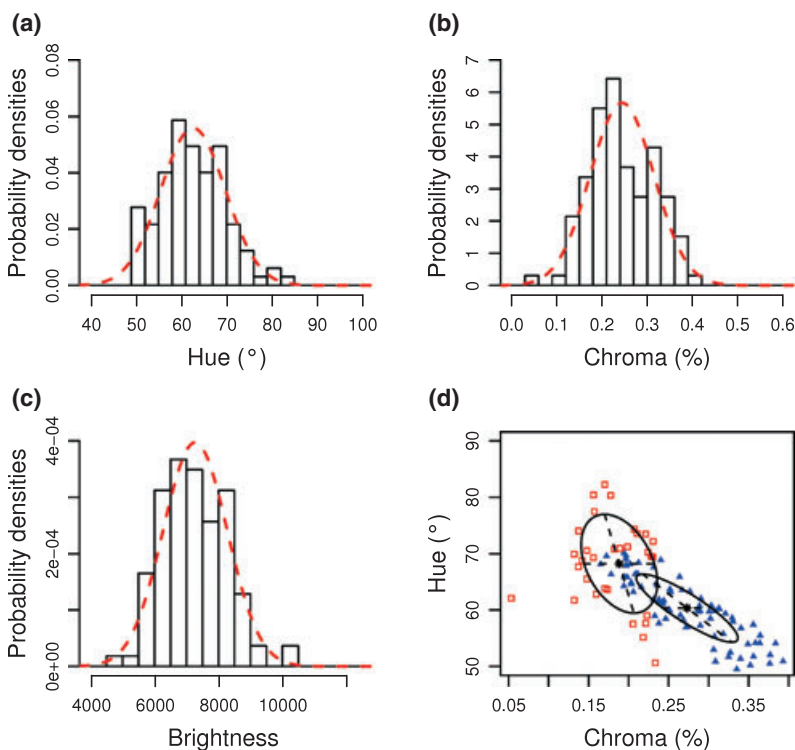 (a)
Probability densities
0.00 0.02 0.04 0.06 0.08
40 50 60 70 80 90 100
Hue (°)
(b)
Probability densities
0 1 2 3 4 5 6 7
0.0 0.1 0.2 0.3 0.4 0.5 0.6
Chroma (%)
(c)
Probability densities
0e+00 2e−04 4e−04
4000 6000 8000 10000
Brightness
(d)
Hue (°)
50 60 70 80 90
0.05 0.15 0.25 0.35
Chroma (%)